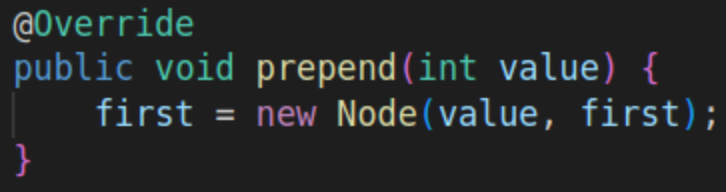 @Override
public void prepend(int value) {
    first = new Node(value, first);
}